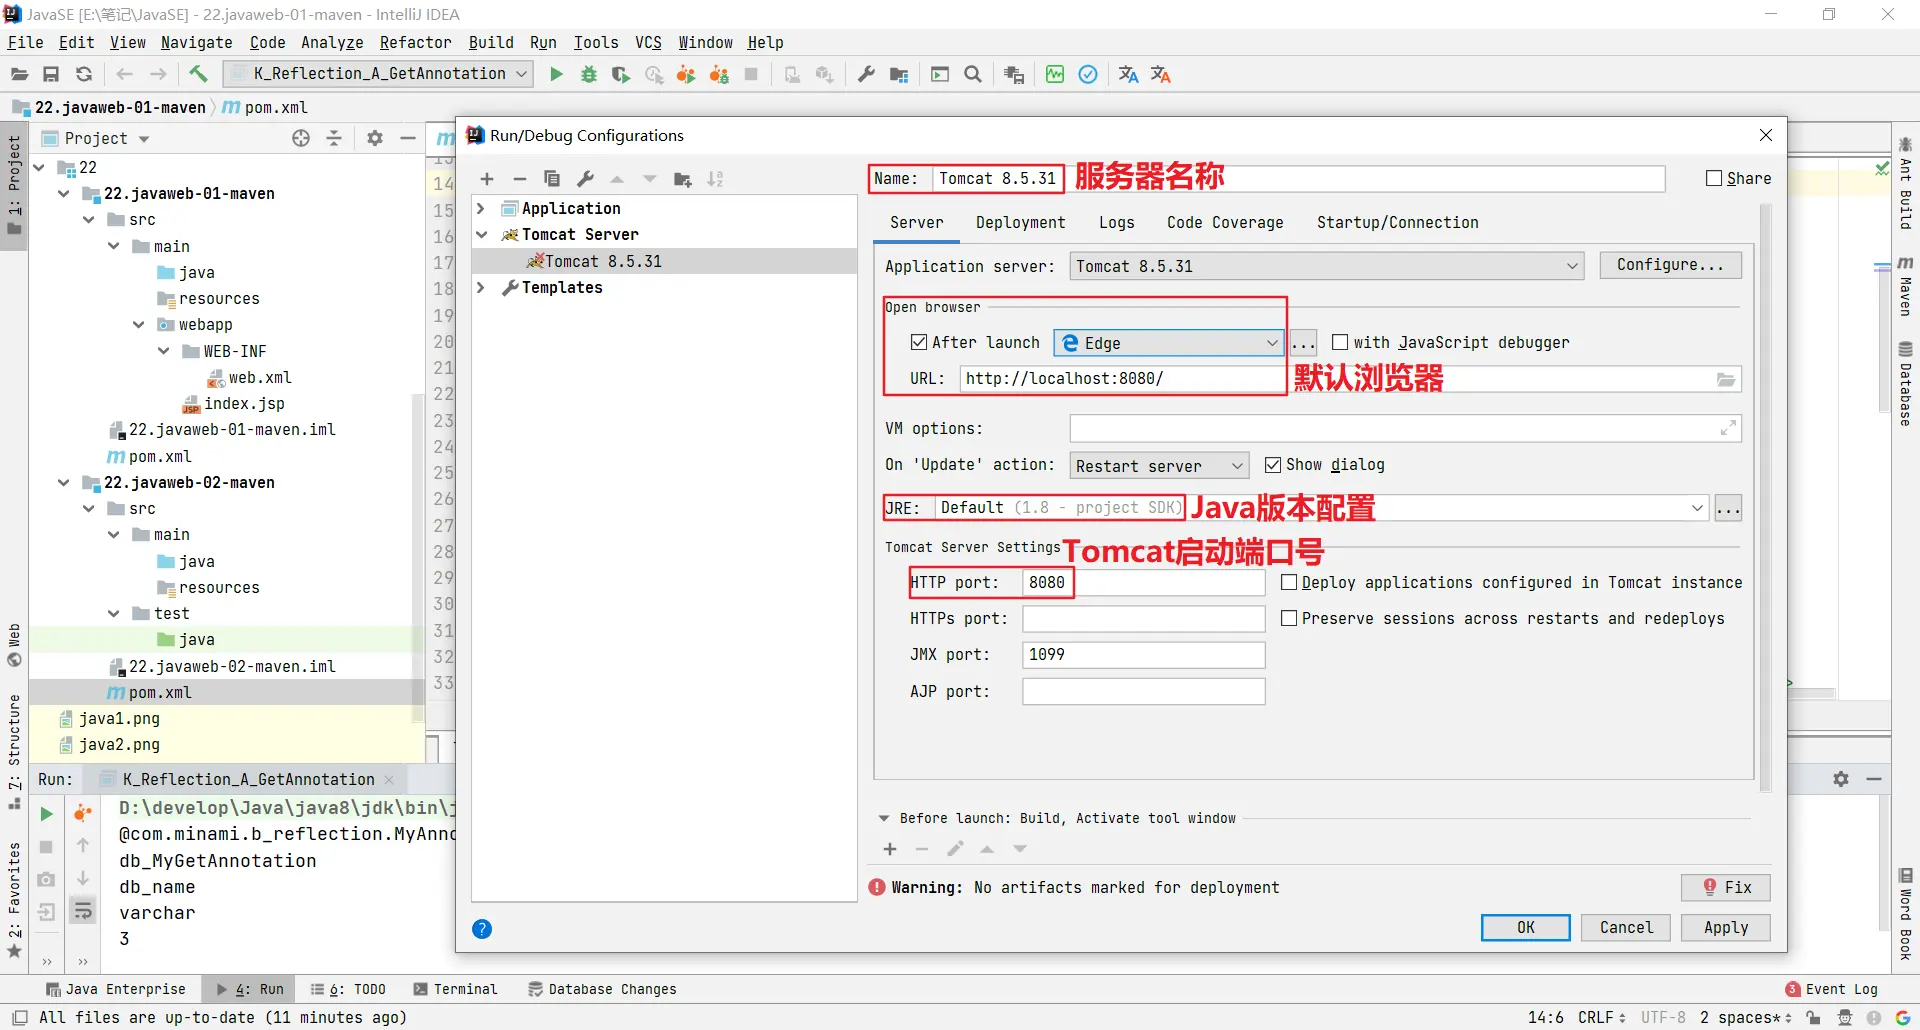 JavaSE [E:\笔记\JavaSE] - 22.javaweb-01-maven - IntelliJ IDEA
File Edit View Navigate Code Analyze Refactor Build Run Tools VCS Window Help
K_Reflection_A_GetAnnotation
22.javaweb-01-maven
pom.xml
1: Project
Project
22
22.javaweb-01-maven
src
main
java
resources
webapp
WEB-INF
web.xml
index.jsp
22.javaweb-01-maven.iml
pom.xml
22.javaweb-02-maven
src
main
java
resources
test
java
22.javaweb-02-maven.iml
pom.xml
java1.png
java2.png
Web
7: Structure
2: Favorites
14
15
16
17
18
19
20
21
22
23
24
25
26
27
28
29
30
31
32
33
Run/Debug Configurations
Application
Tomcat Server
Tomcat 8.5.31
Templates
Name: Tomcat 8.5.31 服务器名称
Share
Server Deployment Logs Code Coverage Startup/Connection
Application server: Tomcat 8.5.31 Configure...
Open browser
After launch Edge ... with JavaScript debugger
URL: http://localhost:8080/ 默认浏览器
VM options:
On 'Update' action: Restart server Show dialog
JRE: Default (1.8 - project SDK) Java版本配置 ...
Tomcat Server Settings Tomcat启动端口号
HTTP port: 8080 Deploy applications configured in Tomcat instance
HTTPs port: Preserve sessions across restarts and redeploys
JMX port: 1099
AJP port:
Before launch: Build, Activate tool window
Warning: No artifacts marked for deployment Fix
OK Cancel Apply
Ant Build
Maven
Database
Word Book
Run: K_Reflection_A_GetAnnotation
D:\develop\Java\java8\jdk\bin\j
@com.minami.b_reflection.MyAnno
db_MyGetAnnotation
db_name
varchar
3
Java Enterprise 4: Run 6: TODO Terminal Database Changes 3 Event Log
All files are up-to-date (11 minutes ago) 14:6 CRLF UTF-8 2 spaces*